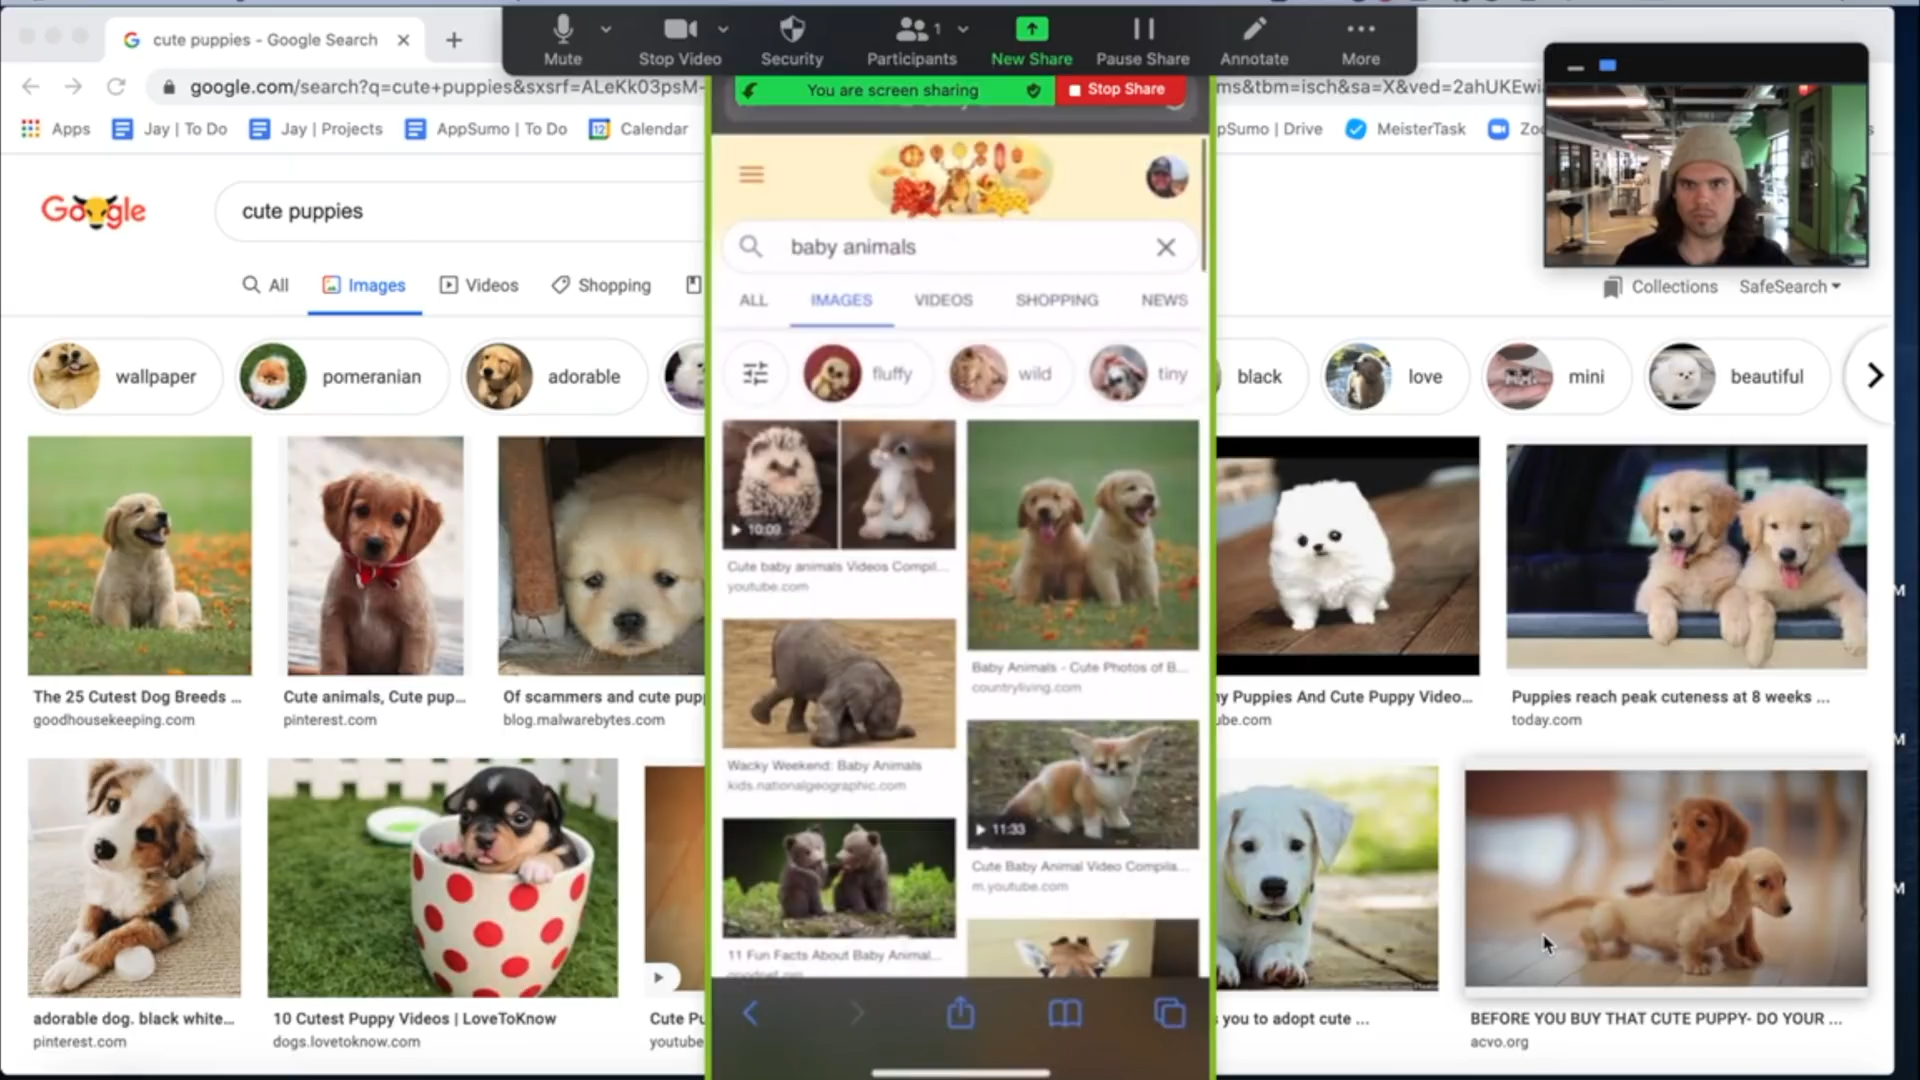 cute puppies - Google Search
Mute
Stop Video
Security
1
Participants
New Share
Pause Share
Annotate
More
google.com/search?q=cute+puppies&sxsrf=ALeKk03psM-
You are screen sharing
Stop Share
ms&tbm=isch&sa=X&ved=2ahUKEwi
Apps
Jay | To Do
Jay | Projects
AppSumo | To Do
12
Calendar
pSumo | Drive
MeisterTask
Zo
Google
cute puppies
baby animals
All
Images
Videos
Shopping
ALL
IMAGES
VIDEOS
SHOPPING
NEWS
Collections
SafeSearch
wallpaper
pomeranian
adorable
fluffy
wild
tiny
black
love
mini
beautiful
10:09
Cute baby animals Videos Compil...
youtube.com
Baby Animals - Cute Photos of B...
countryliving.com
The 25 Cutest Dog Breeds ...
goodhousekeeping.com
Cute animals, Cute pup...
pinterest.com
Of scammers and cute pup
blog.malwarebytes.com
Wacky Weekend: Baby Animals
kids.nationalgeographic.com
y Puppies And Cute Puppy Video...
ube.com
Puppies reach peak cuteness at 8 weeks ...
today.com
11:33
Cute Baby Animal Video Compila...
m.youtube.com
11 Fun Facts About Baby Animal...
adorable dog. black white...
pinterest.com
10 Cutest Puppy Videos | LoveToKnow
dogs.lovetoknow.com
Cute Pu
youtube
you to adopt cute ...
BEFORE YOU BUY THAT CUTE PUPPY- DO YOUR ...
acvo.org
M
M
M